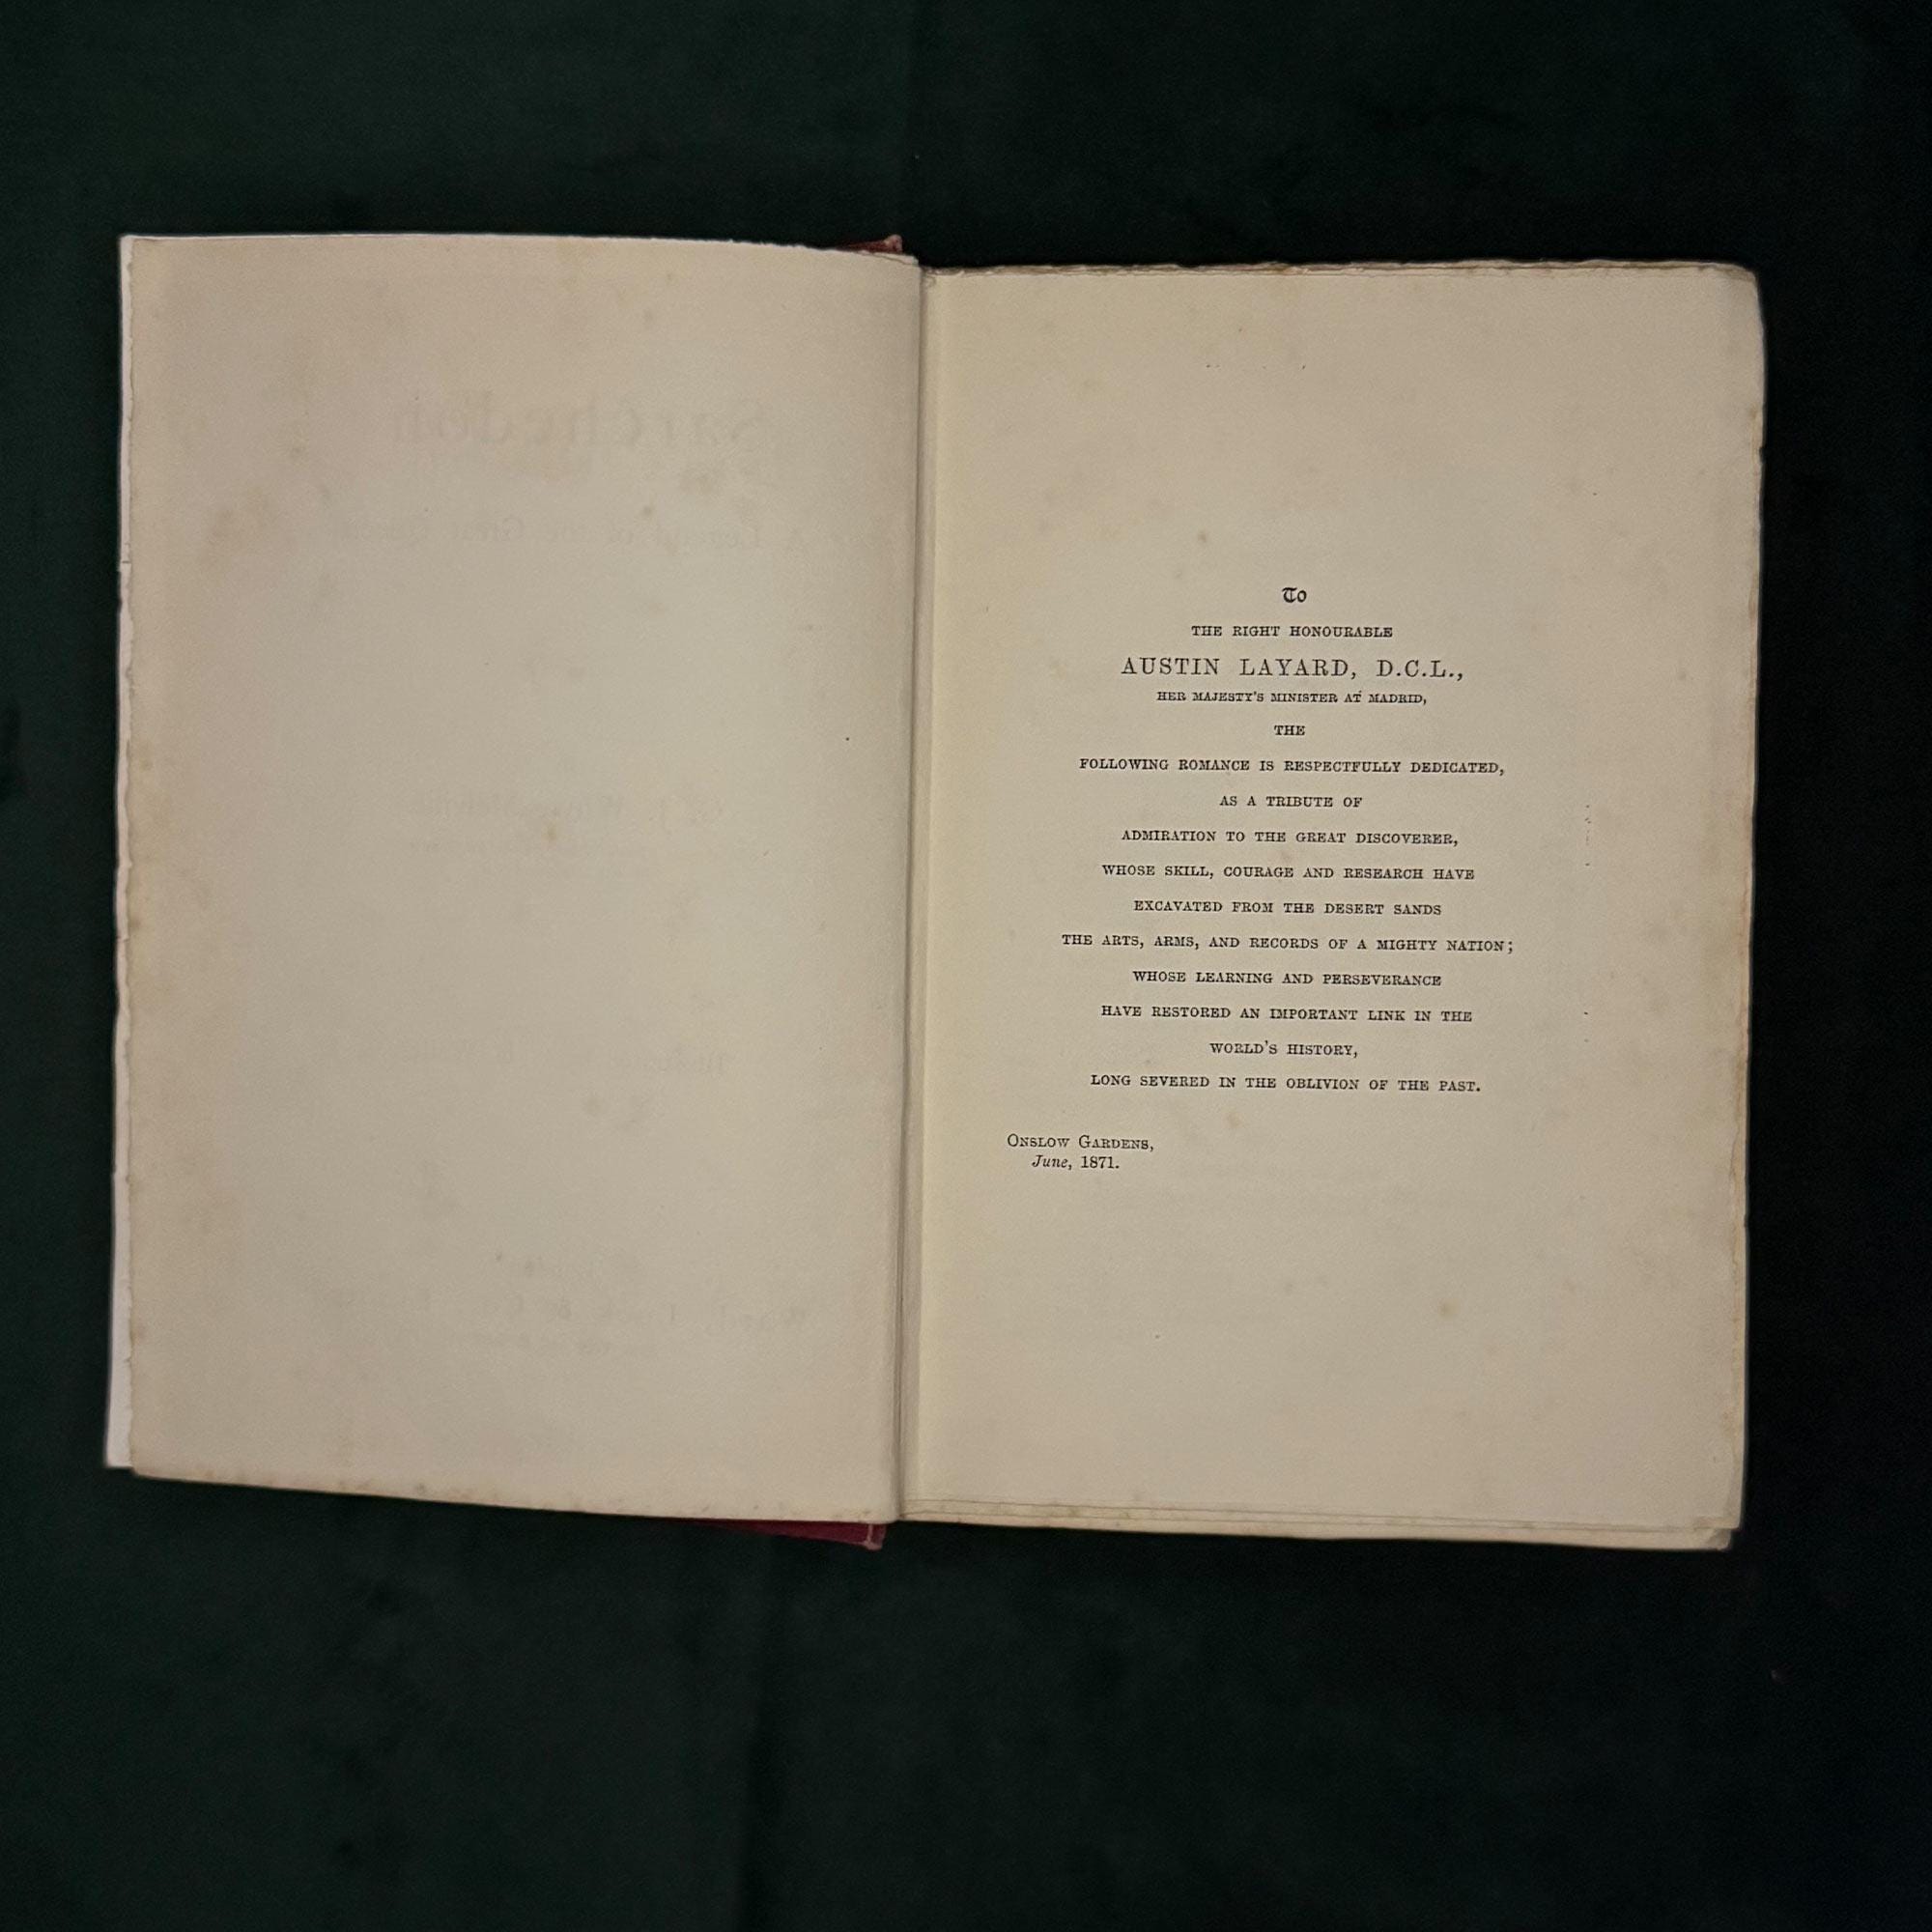 To
THE RIGHT HONOURABLE
AUSTIN LAYARD, D.C.L.,
HER MAJESTY'S MINISTER AT MADRID,
THE
FOLLOWING ROMANCE IS RESPECTFULLY DEDICATED,
AS A TRIBUTE OF
ADMIRATION TO THE GREAT DISCOVERER,
WHOSE SKILL, COURAGE AND RESEARCH HAVE
EXCAVATED FROM THE DESERT SANDS
THE ARTS, ARMS, AND RECORDS OF A MIGHTY NATION;
WHOSE LEARNING AND PERSEVERANCE
HAVE RESTORED AN IMPORTANT LINK IN THE
WORLD'S HISTORY,
LONG SEVERED IN THE OBLIVION OF THE PAST.
ONSLOW GARDENS,
June, 1871.